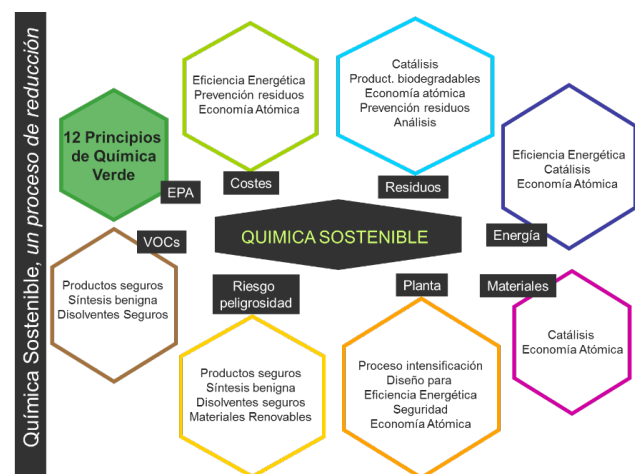 Química Sostenible, un proceso de reducción
12 Principios
de Química
Verde
EPA
Eficiencia Energética
Prevención residuos
Economía Atómica
Costes
Catálisis
Product. biodegradables
Economía atómica
Prevención residuos
Análisis
Residuos
Eficiencia Energética
Catálisis
Economía Atómica
Energía
QUIMICA SOSTENIBLE
VOCs
Productos seguros
Síntesis benigna
Disolventes Seguros
Riesgo
peligrosidad
Productos seguros
Síntesis benigna
Disolventes seguros
Materiales Renovables
Planta
Proceso intensificación
Diseño para
Eficiencia Energética
Seguridad
Economía Atómica
Materiales
Catálisis
Economía Atómica